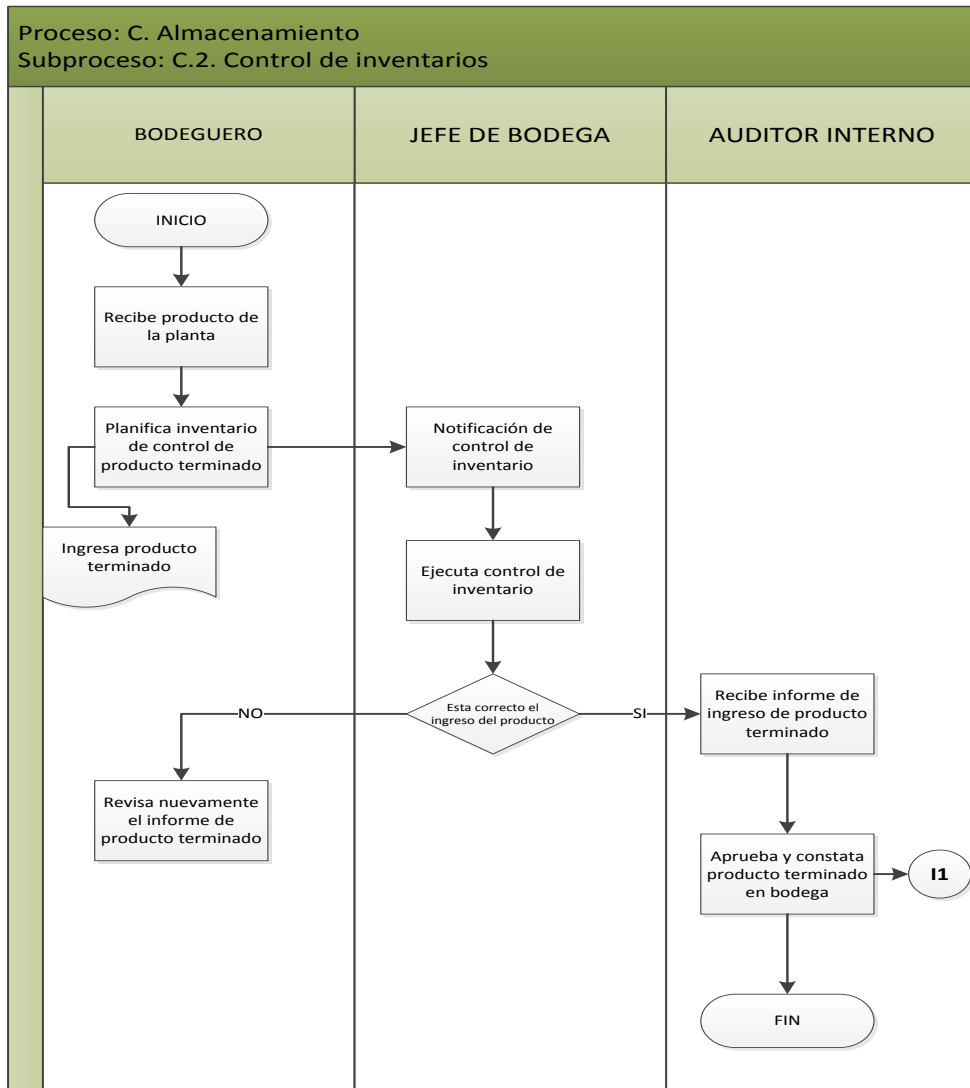 Proceso: C. Almacenamiento
Subproceso: C.2. Control de inventarios
BODEGUERO
JEFE DE BODEGA
AUDITOR INTERNO
INICIO
Recibe producto de
la planta
Planifica inventario
de control de
producto terminado
Notificación de
control de
inventario
Ingresa producto
terminado
Ejecuta control de
inventario
Esta correcto el
ingreso del producto
NO
SI
Recibe informe de
ingreso de producto
terminado
Revisa nuevamente
el informe de
producto terminado
Aprueba y constata
producto terminado
en bodega
I1
FIN